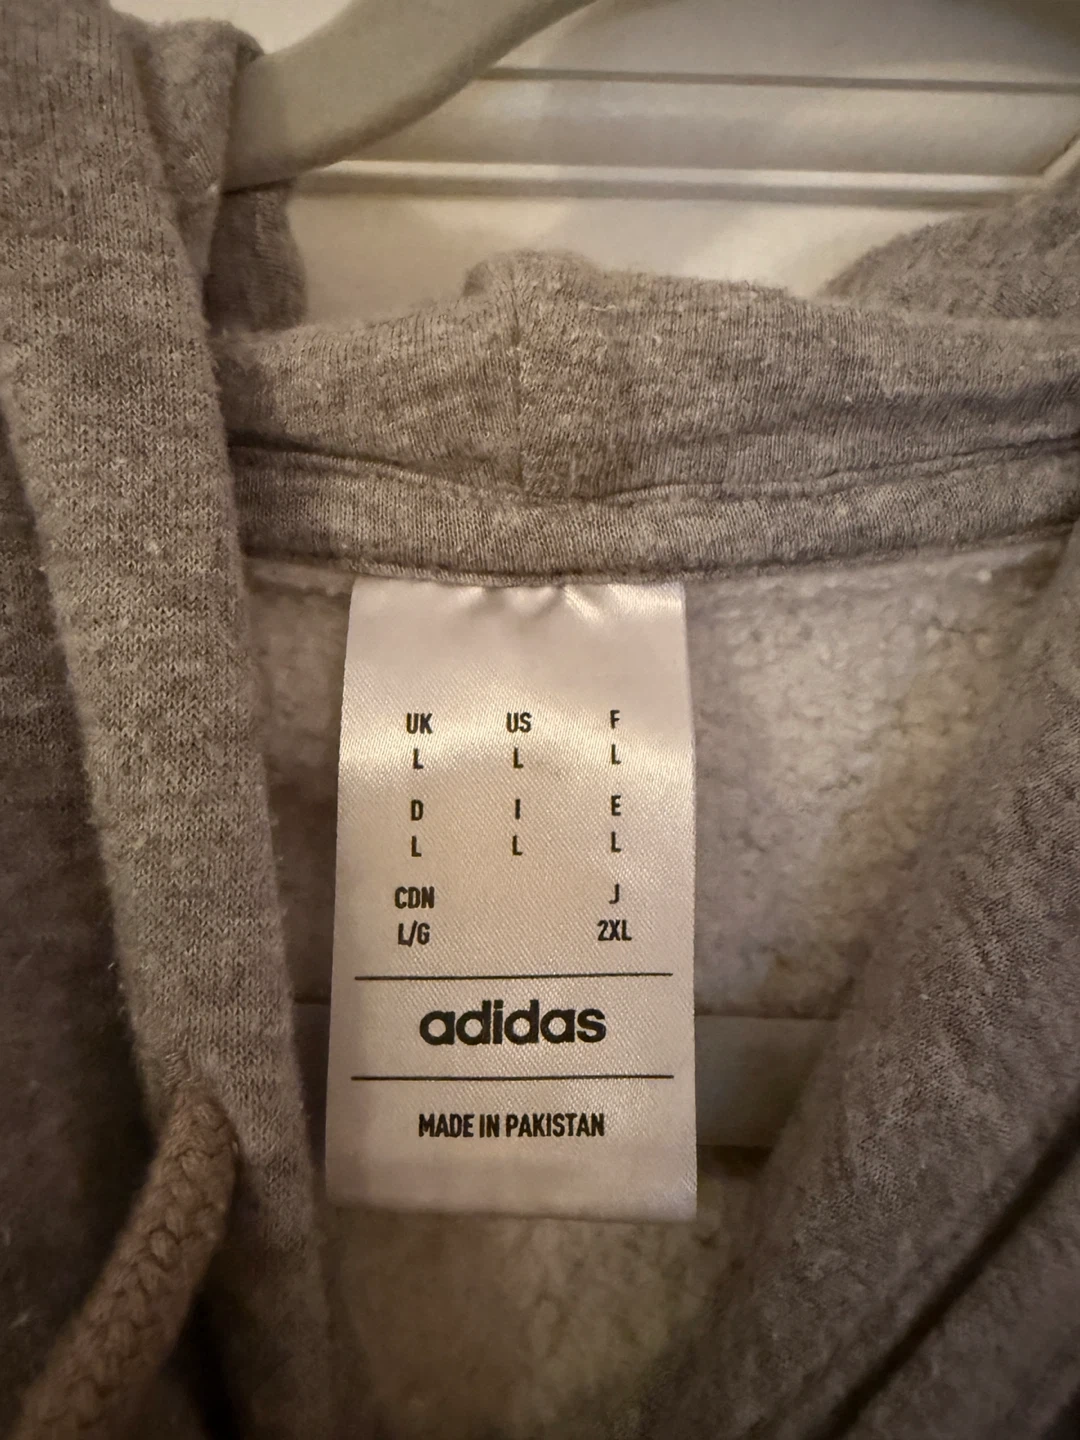 UK US F
L L L
D I E
L L L
CDN J
L/G 2XL
adidas
MADE IN PAKISTAN